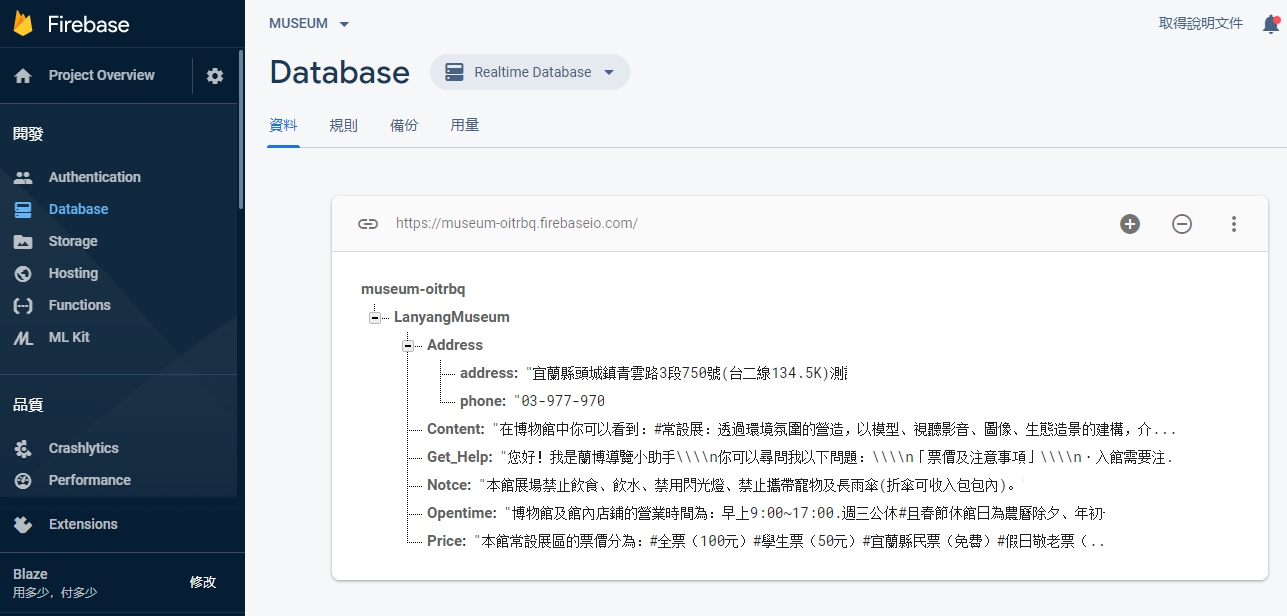 Firebase
MUSEUM
取得說明文件
Project Overview
Database
Realtime Database
開發
資料 規則 備份 用量
Authentication
Database
Storage
Hosting
Functions
ML Kit
品質
Crashlytics
Performance
Extensions
Blaze
用多少，付多少
修改
https://museum-oitrbq.firebaseio.com/
museum-oitrbq
LanyangMuseum
Address
address: "宜蘭縣頭城鎮青雲路3段750號(台二線134.5K)測
phone: "03-977-970
Content: "在博物館中你可以看到：#常設展：透過環境氛圍的營造，以模型、視聽影音、圖像、生態造景的建構，介...
Get_Help: "您好！我是蘭博導覽小助手\\\\n你可以尋問我以下問題：\\\\n「票價及注意事項」\\\\n·入館需要注.
Notce: "本館展場禁止飲食、飲水、禁用閃光燈、禁止攜帶寵物及長雨傘(折傘可收入包包內)。
Opentime: "博物館及館內店鋪的營業時間為：早上9:00~17:00.週三公休#且春節休館日為農曆除夕、年初
Price: "本館常設展區的票價分為：#全票（100元）#學生票（50元）#宜蘭縣民票（免費）#假日敬老票（..